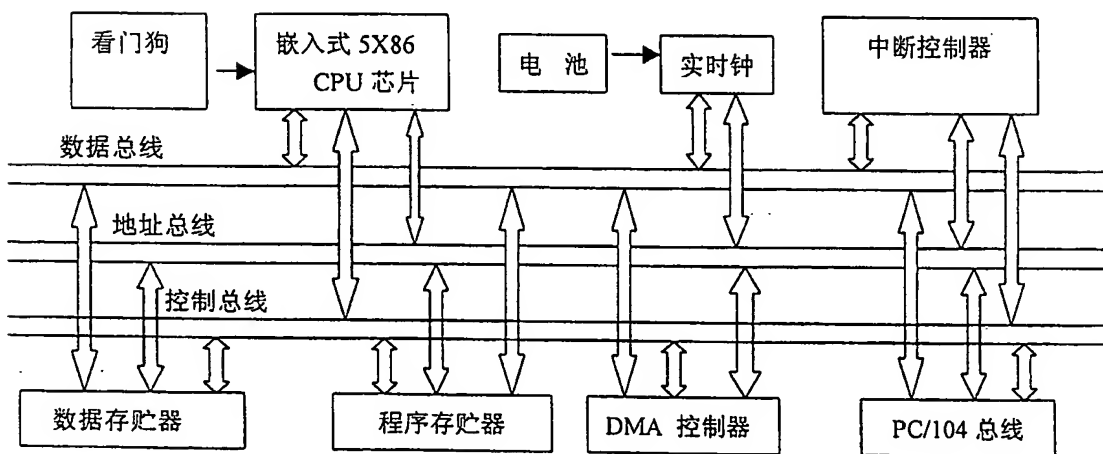 看门狗
嵌入式 5X86
CPU 芯片
电 池
实时钟
中断控制器
数据总线
地址总线
控制总线
数据存贮器
程序存贮器
DMA 控制器
PC/104 总线